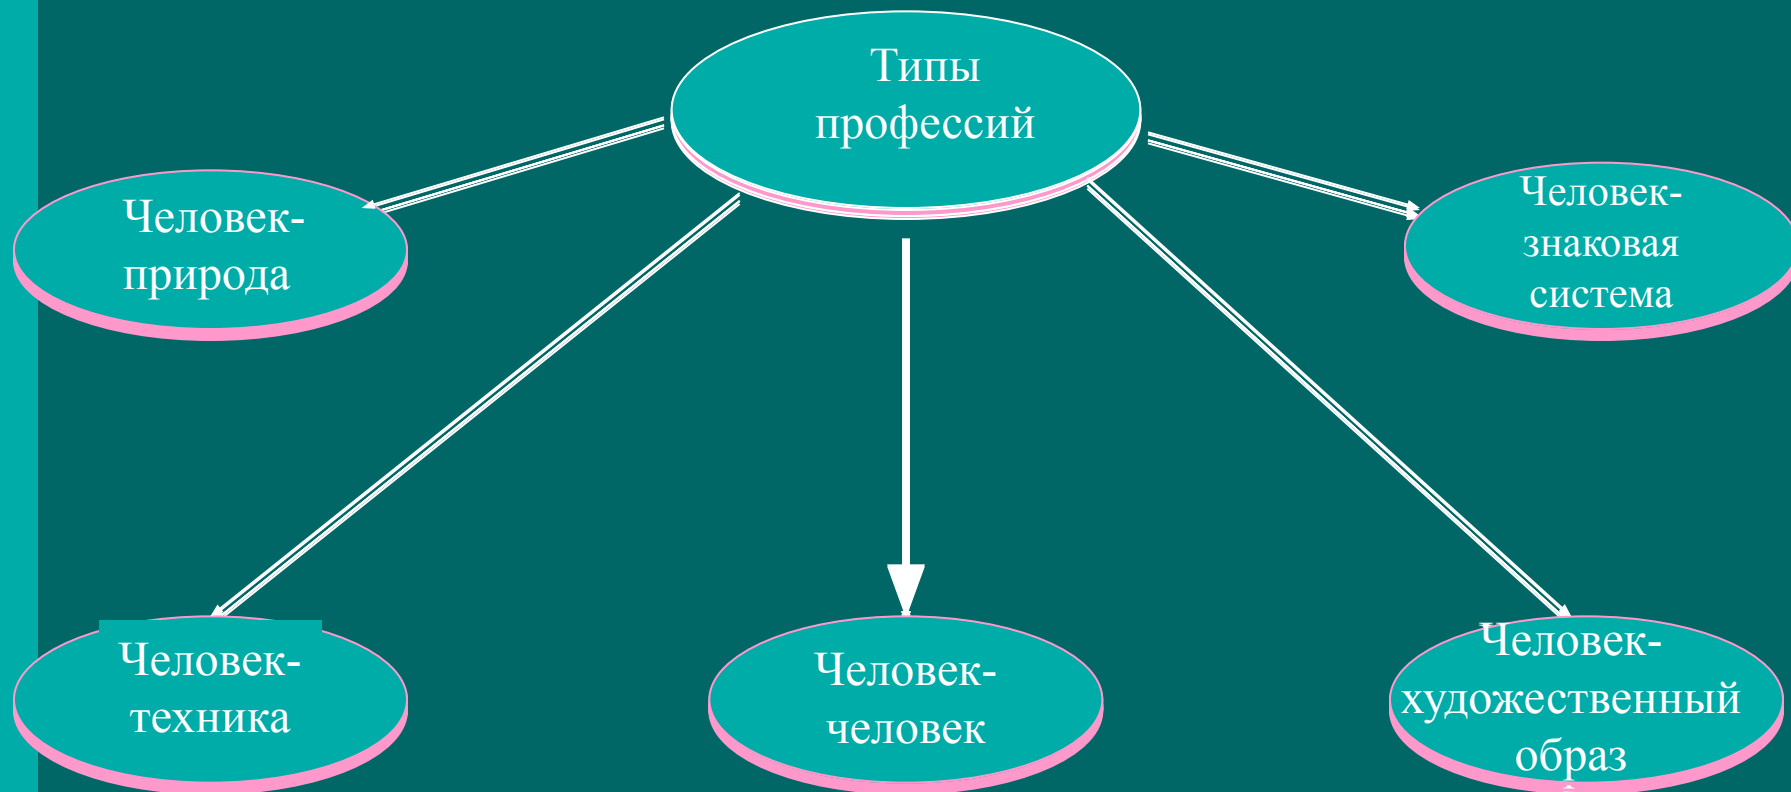 Типы
профессий
Человек-
природа
Человек-
знаковая
система
Человек-
техника
Человек-
человек
Человек-
художественный
образ